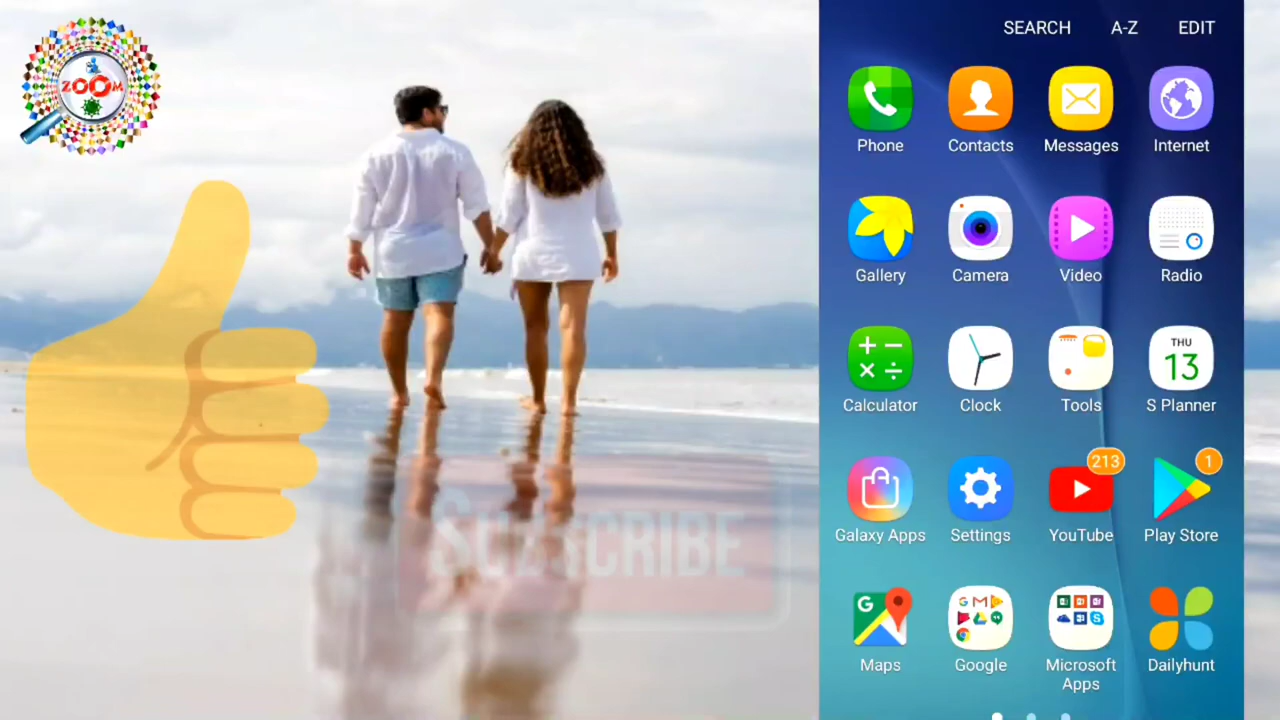 ZOOM
SUBSCRIBE
SEARCH A-Z EDIT
Phone Contacts Messages Internet
Gallery Camera Video Radio
THU
13
Calculator Clock Tools S Planner
213 1
Galaxy Apps Settings YouTube Play Store
G
Maps Google Microsoft Apps Dailyhunt